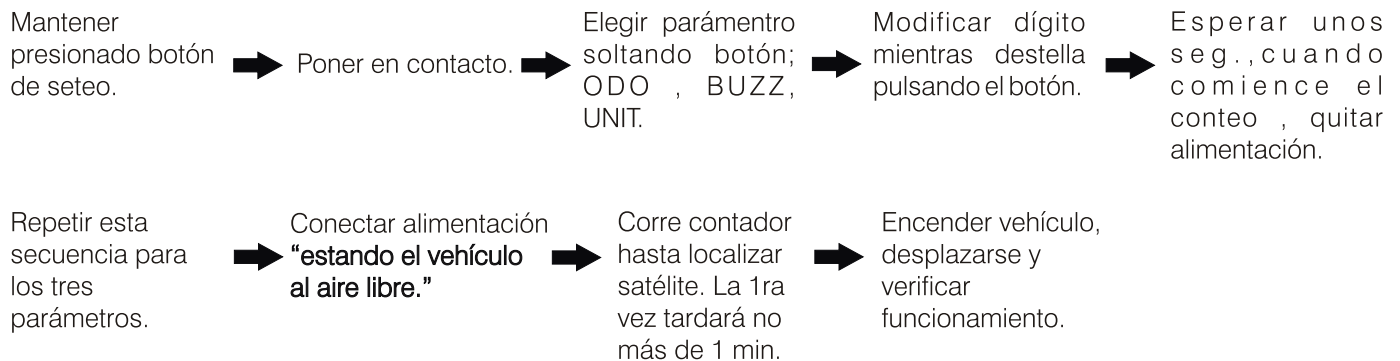 Mantener
presionado botón
de seteo.
Poner en contacto.
Elegir parámentro
soltando botón;
ODO , BUZZ,
UNIT.
Modificar dígito
mientras destella
pulsando el botón.
Esperar unos
seg.,cuando
comience el
conteo , quitar
alimentación.
Repetir esta
secuencia para
los tres
parámetros.
Conectar alimentación
“estando el vehículo
al aire libre.”
Corre contador
hasta localizar
satélite. La 1ra
vez tardará no
más de 1 min.
Encender vehículo,
desplazarse y
verificar
funcionamiento.